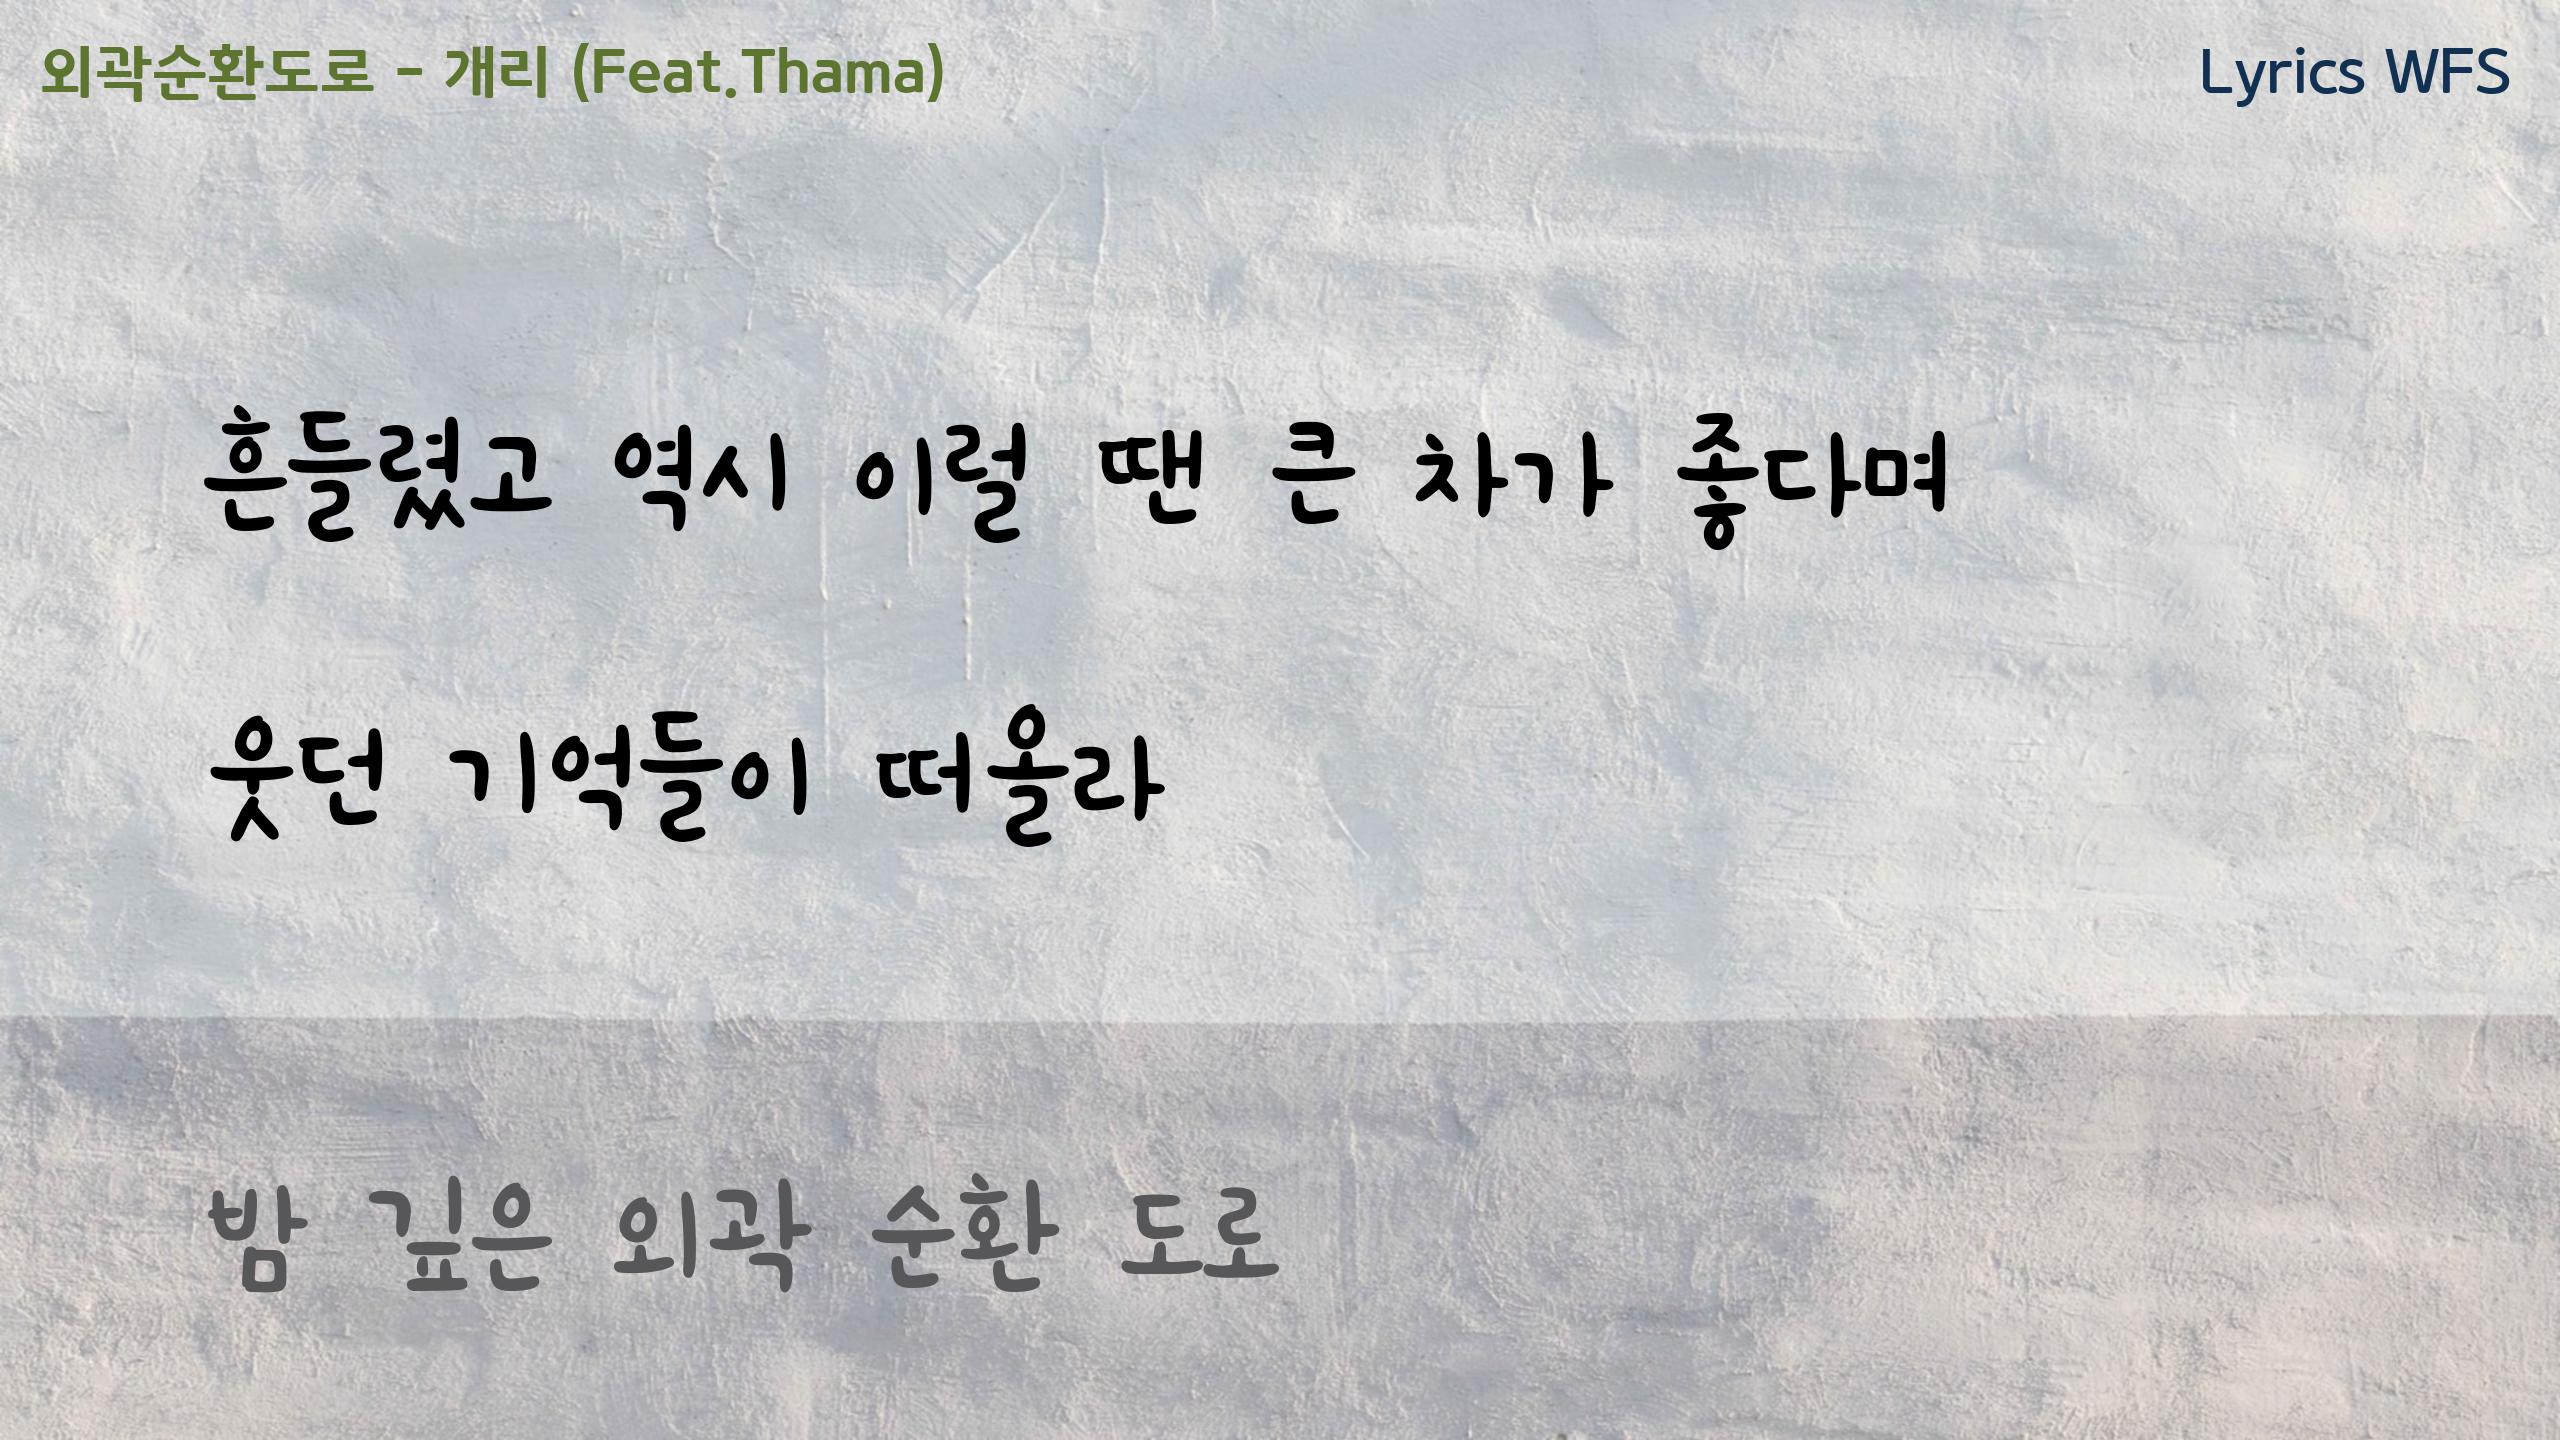 외곽순환도로 - 개리 (Feat.Thama)
Lyrics WFS
흔들렸고 역시 이럴 땐 큰 차가 좋다며
웃던 기억들이 떠올라
밤 깊은 외곽 순환 도로